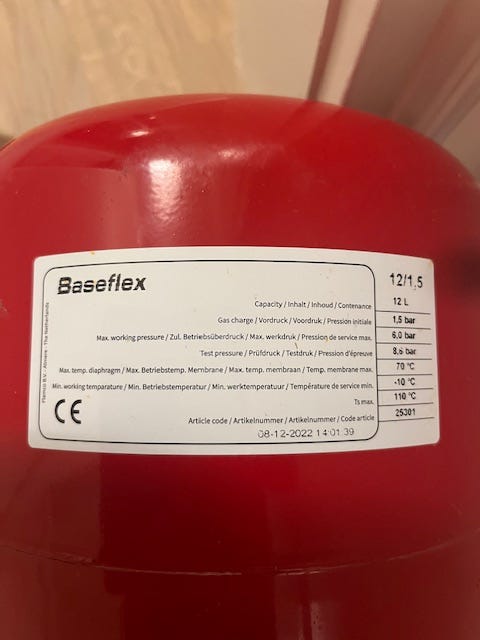 Baseflex
12/1,5
Capacity / Inhalt / Inhoud / Contenance 12 L
Gas charge / Vordruck / Voordruk / Pression initiale 1,5 bar
Max. working pressure / Zul. Betriebsüberdruck / Max. werkdruk / Pression de service max. 6,0 bar
Test pressure / Prüfdruck / Testdruk / Pression d'épreuve 8,6 bar
Max. temp. diaphragm / Max. Betriebstemp. Membrane / Max. temp. membraan / Temp. membrane max. 70 °C
Min. working temparature / Min. Betriebstemperatur / Min. werktemperatuur / Température de service min. -10 °C
Ts max. 110 °C
Articlle code / Artikelnummer / Artikelnummer / Code article 25301
08-12-2022 14:01:39
CE
Flamco B.V. - Almere - The Netherlands